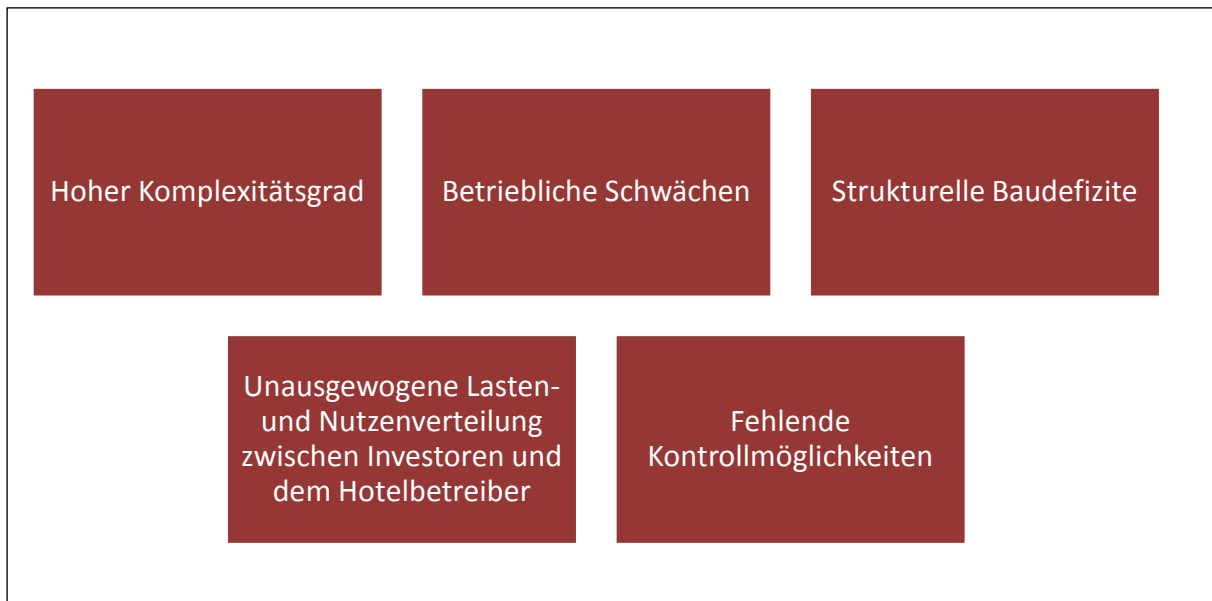 Hoher Komplexitätsgrad
Betriebliche Schwächen
Strukturelle Baudefizite
Unausgewogene Lasten-
und Nutzenverteilung
zwischen Investoren und
dem Hotelbetreiber
Fehlende
Kontrollmöglichkeiten